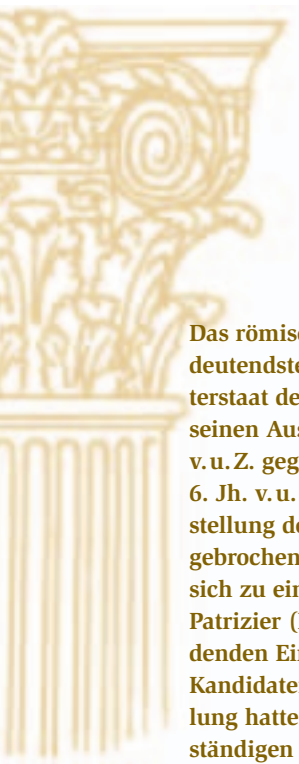 Das römisc
deutendste
terstaat de
seinen Aus
v. u. Z. geg
6. Jh. v. u.
stellung de
gebrochen
sich zu ein
Patrizier (
denden Ein
Kandidate
lung hatte
ständigen